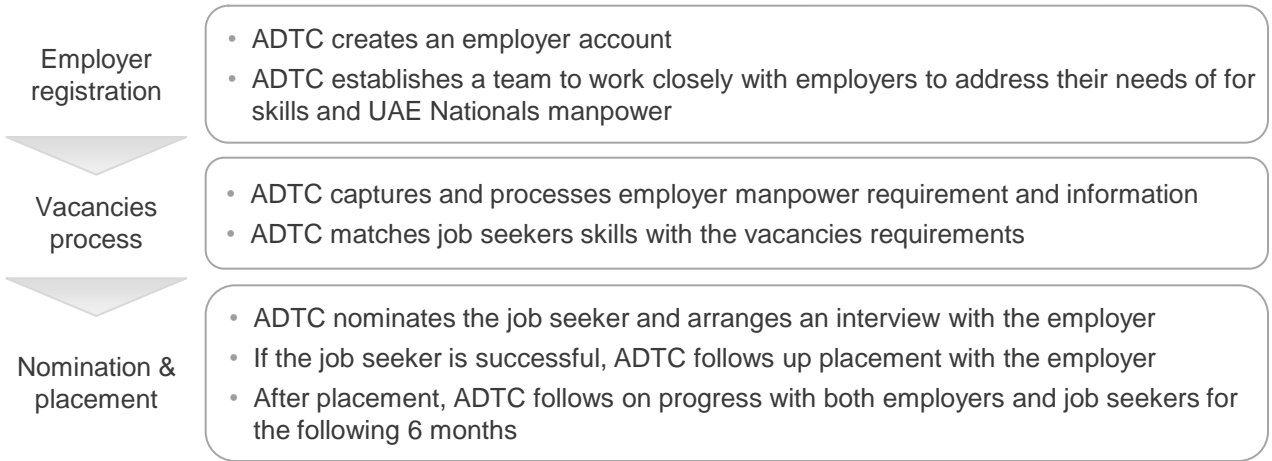 Employer
registration
• ADTC creates an employer account
• ADTC establishes a team to work closely with employers to address their needs of for
skills and UAE Nationals manpower
Vacancies
process
• ADTC captures and processes employer manpower requirement and information
• ADTC matches job seekers skills with the vacancies requirements
Nomination &
placement
• ADTC nominates the job seeker and arranges an interview with the employer
• If the job seeker is successful, ADTC follows up placement with the employer
• After placement, ADTC follows on progress with both employers and job seekers for
the following 6 months